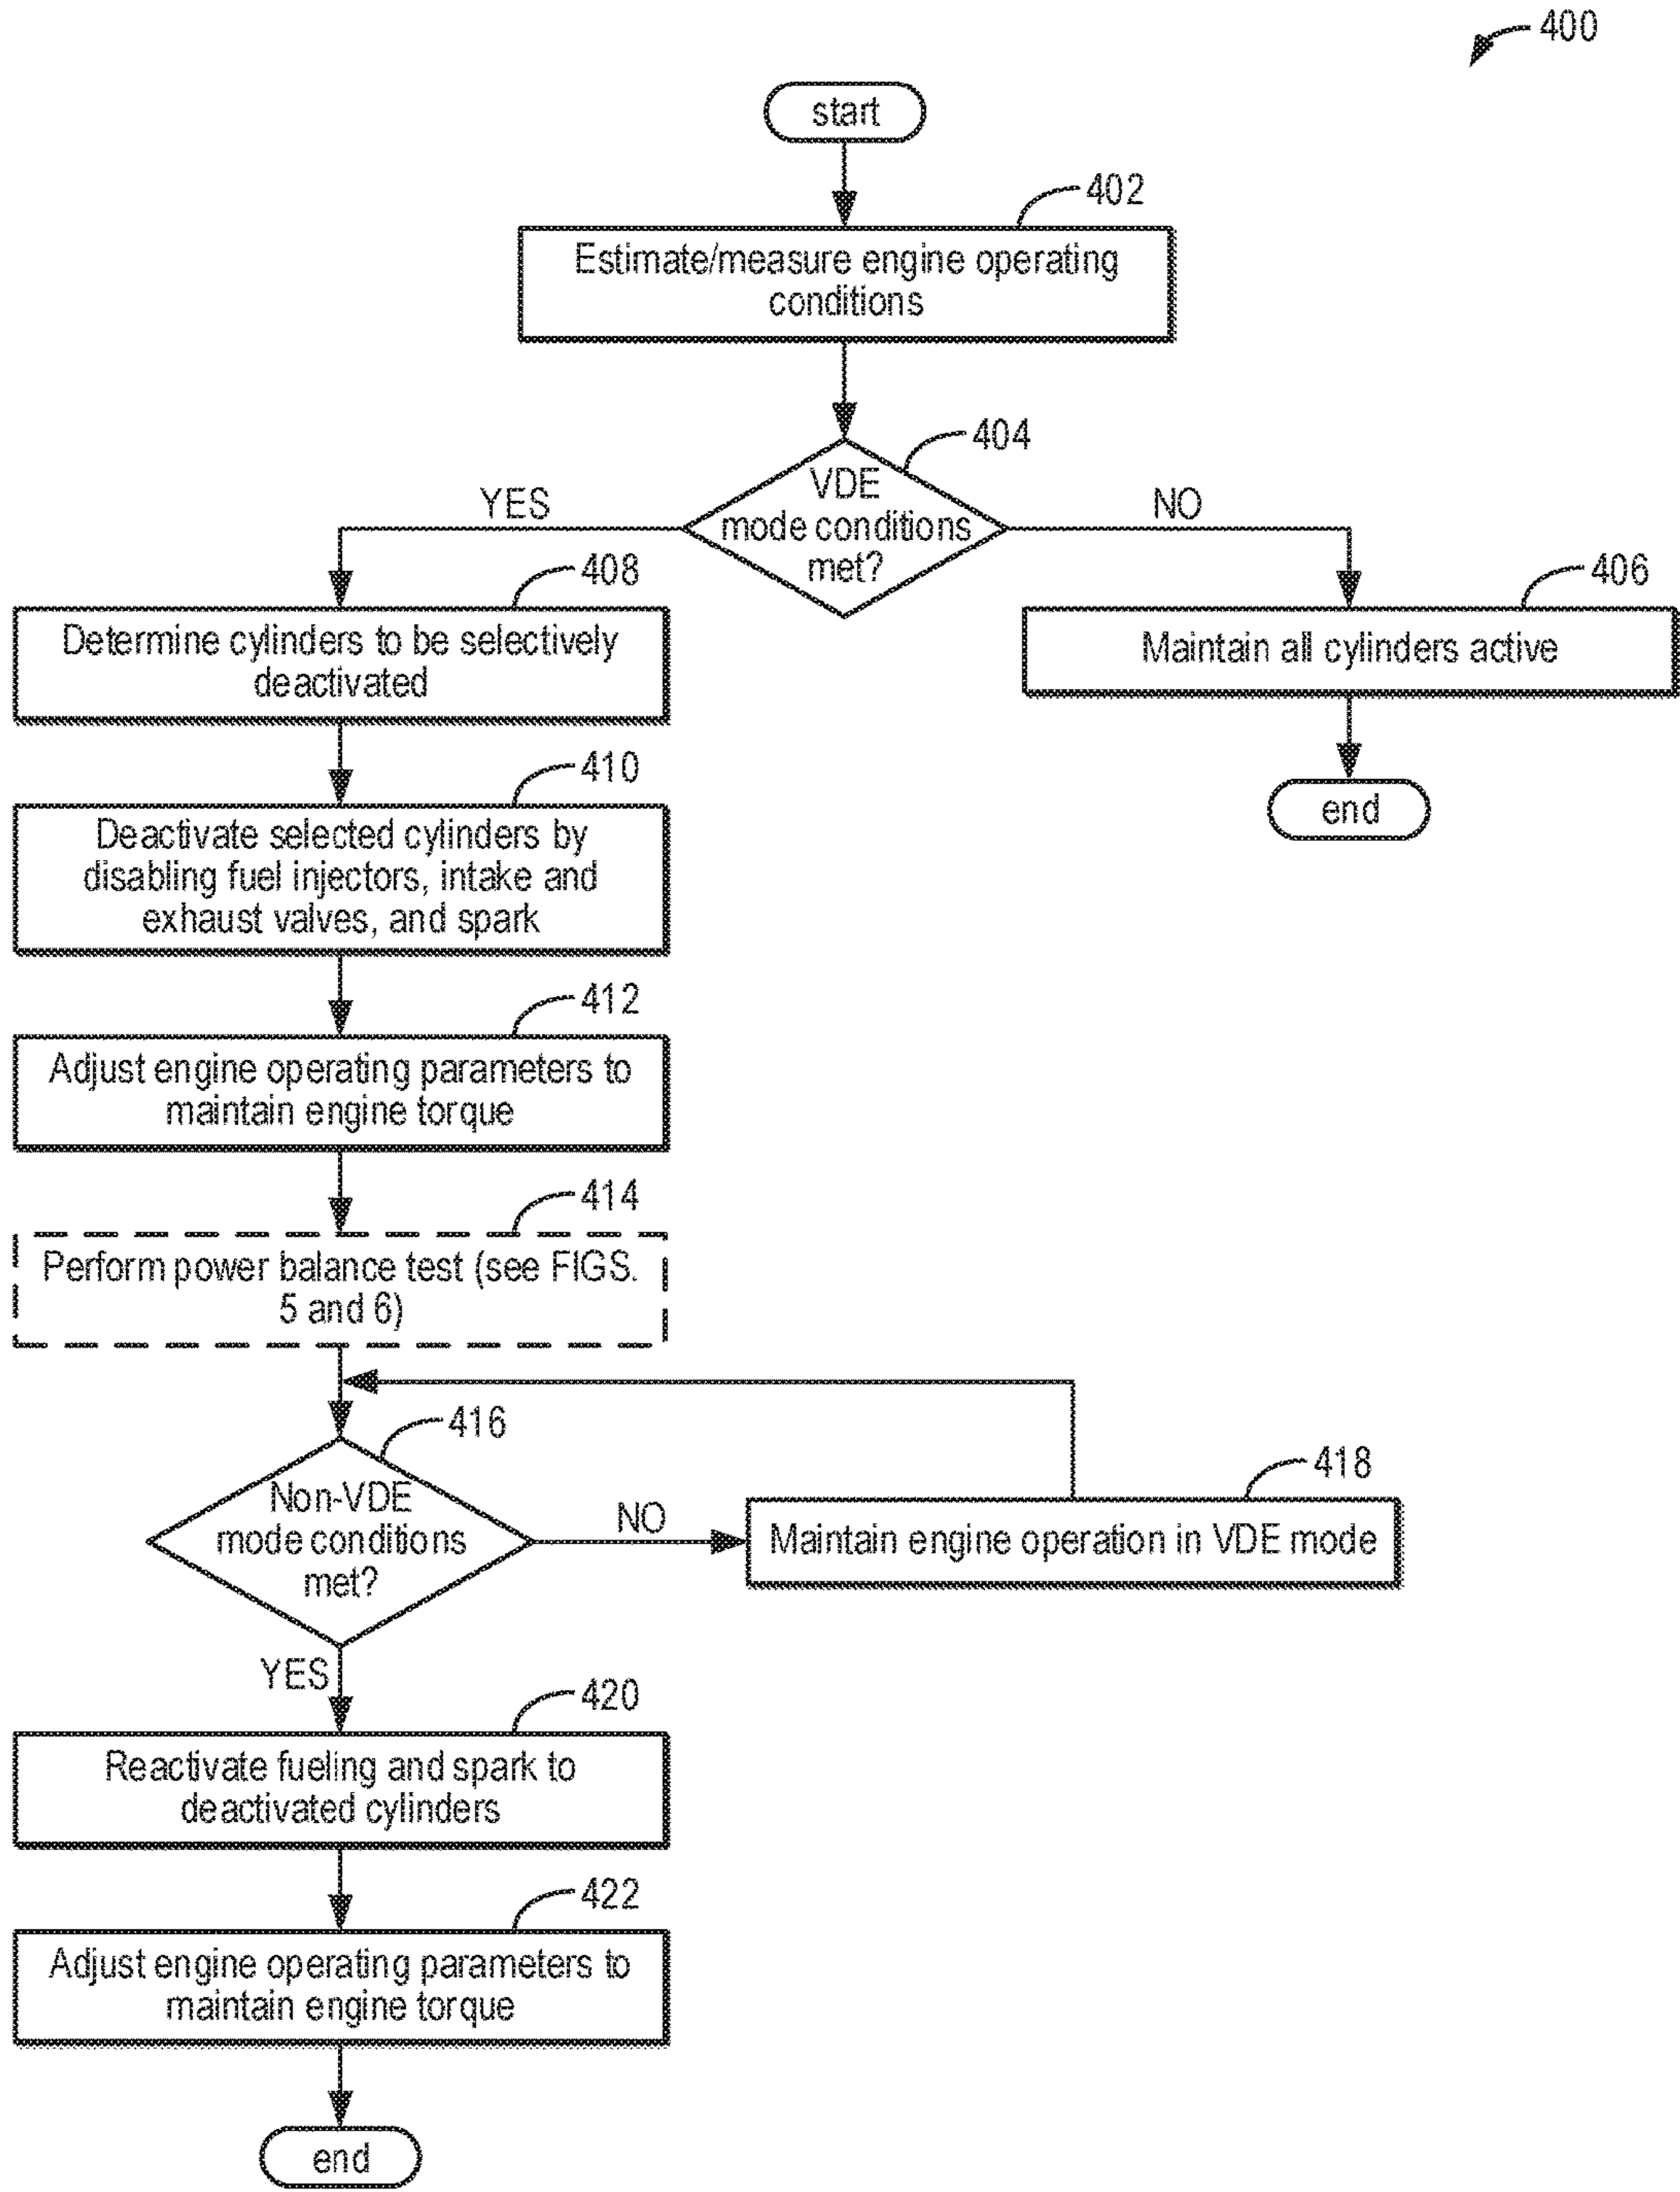 400
start
402
Estimate/measure engine operating
conditions
404
VDE
mode conditions
met?
YES
NO
408
Determine cylinders to be selectively
deactivated
406
Maintain all cylinders active
end
410
Deactivate selected cylinders by
disabling fuel injectors, intake and
exhaust valves, and spark
412
Adjust engine operating parameters to
maintain engine torque
414
Perform power balance test (see FIGS.
5 and 6)
416
Non-VDE
mode conditions
met?
NO
418
Maintain engine operation in VDE mode
YES
420
Reactivate fueling and spark to
deactivated cylinders
422
Adjust engine operating parameters to
maintain engine torque
end